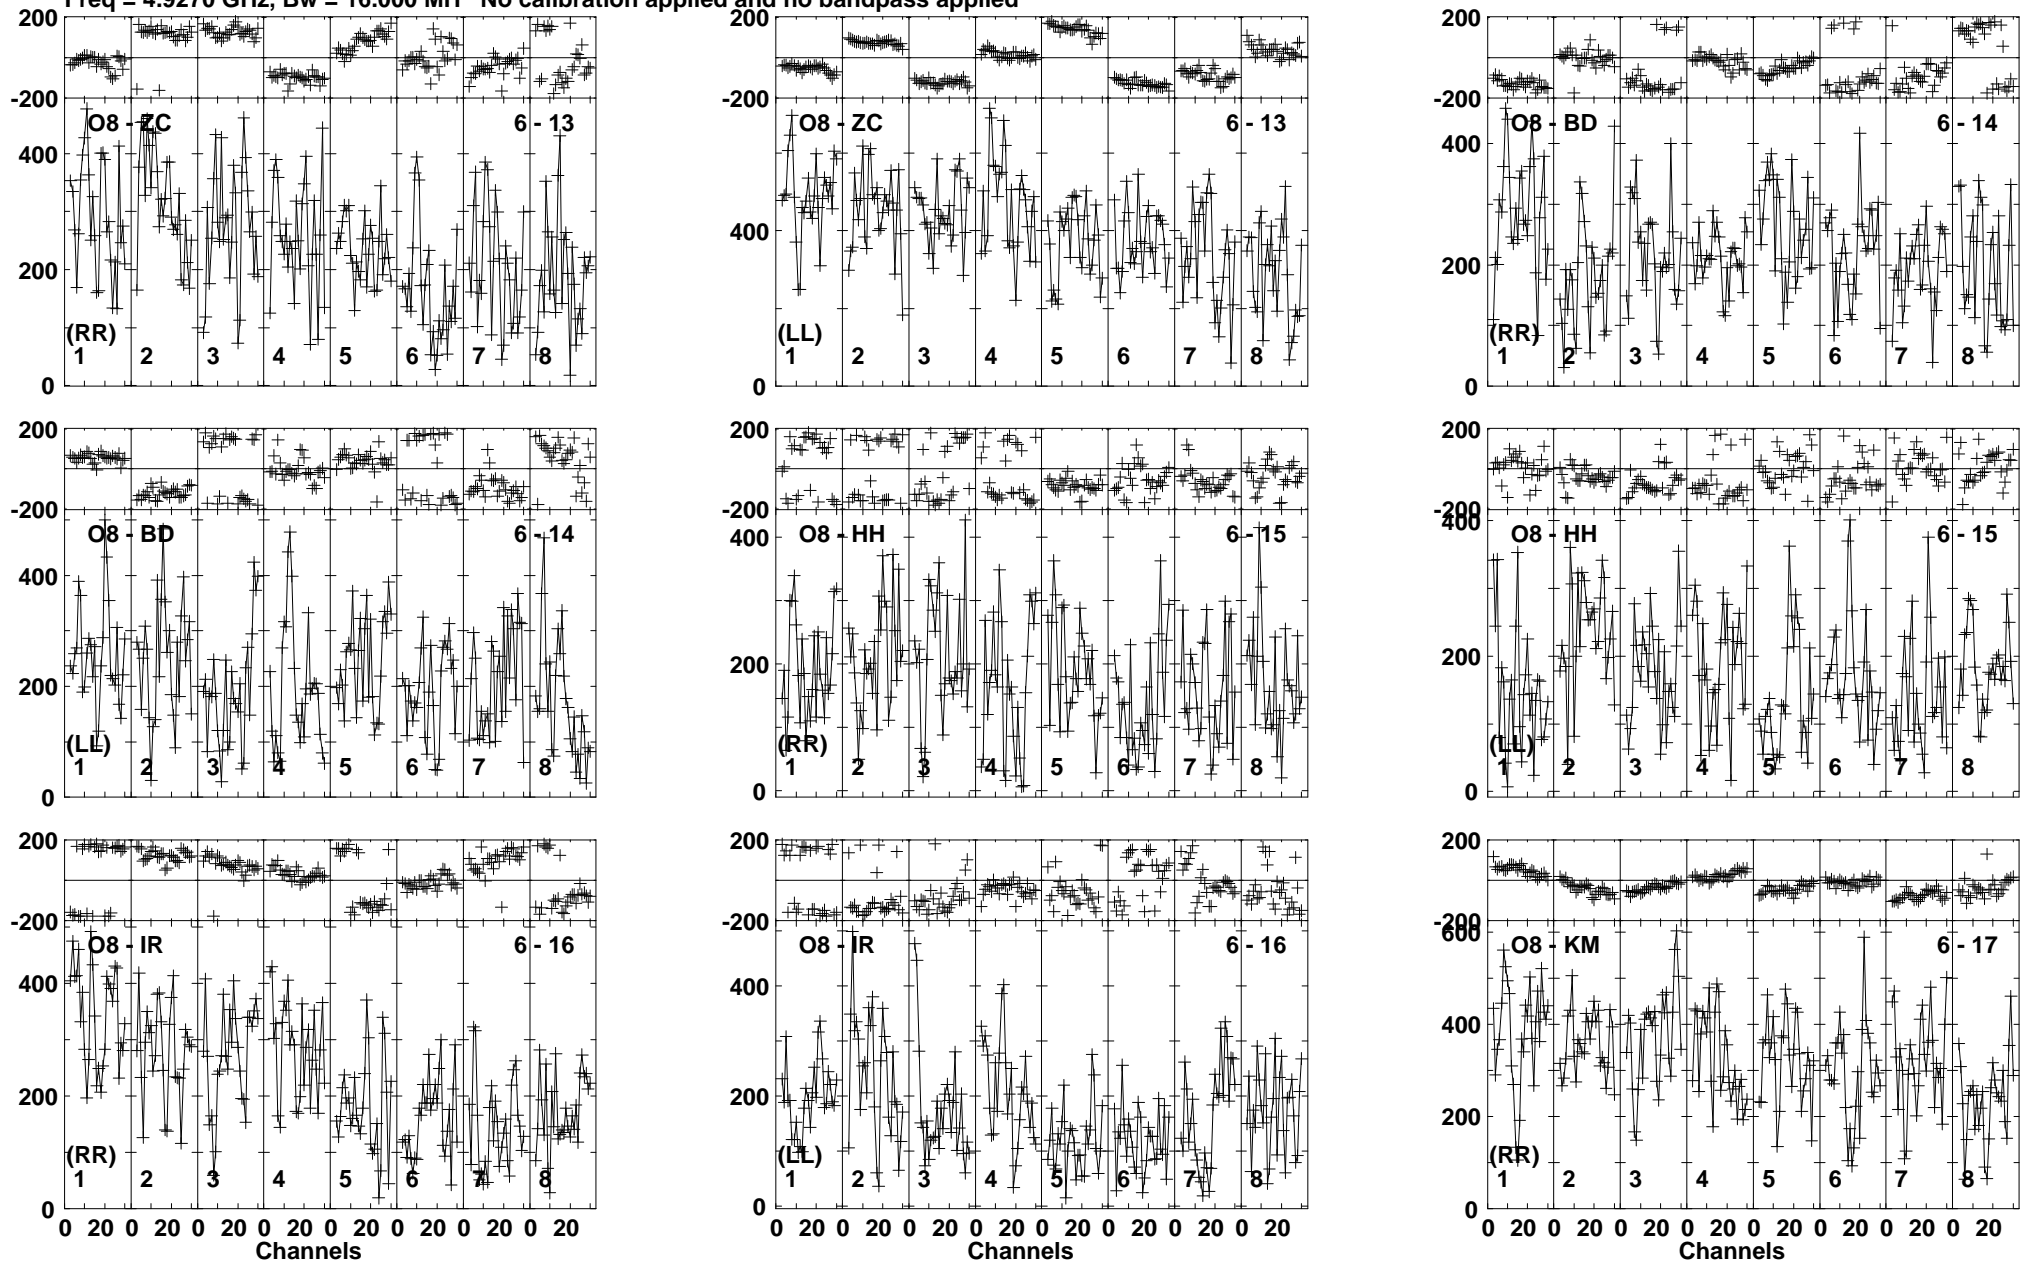 Freq = 4.9270 GHz, Bw = 16.000 MH No calibration applied and no bandpass applied
200 200 200
-200 -200 -200
O8 - ZC 6 - 13 O8 - ZC 6 - 13 O8 - BD 6 - 14
400 400 400
200 200
(RR) (LL) (RR)
1 2 3 4 5 6 7 8 1 2 3 4 5 6 7 8 1 2 3 4 5 6 7 8
0 0 0
200 200 200
-200 -200 -200
O8 - BD 6 - 14 O8 - HH 6 - 15 O8 - HH 6 - 15
400 400 400
200 200 200
(LL) (RR) (LL)
1 2 3 4 5 6 7 8 1 2 3 4 5 6 7 8 1 2 3 4 5 6 7 8
0 0 0
200 200 200
-200 -200 -200
O8 - IR 6 - 16 O8 - IR 6 - 16 O8 - KM 6 - 17
600
400 400 400
200 200 200
(RR) (LL) (RR)
1 2 3 4 5 6 7 8 1 2 3 4 5 6 7 8 1 2 3 4 5 6 7 8
0 0 0
0 20 0 20 0 20 0 20 0 20 0 20 0 20 0 20 0 20 0 20 0 20 0 20 0 20 0 20 0 20 0 20 0 20 0 20 0 20 0 20 0 20 0 20 0 20 0 20
Channels Channels Channels